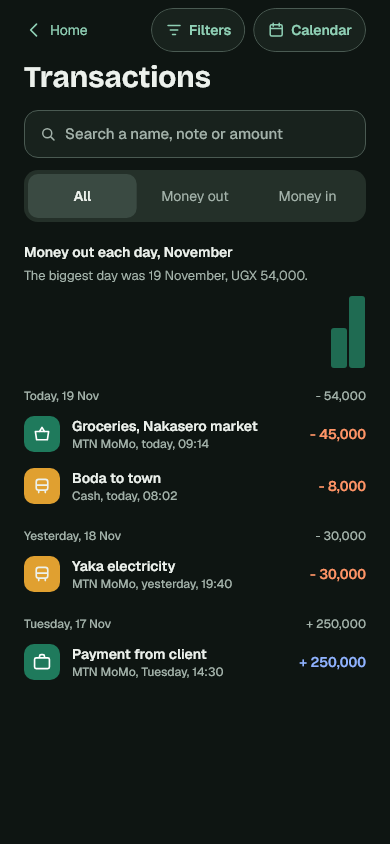 Home
Filters
Calendar
Transactions
Search a name, note or amount
All
Money out
Money in
Money out each day, November
The biggest day was 19 November, UGX 54,000.
Today, 19 Nov
- 54,000
Groceries, Nakasero market
- 45,000
MTN MoMo, today, 09:14
Boda to town
- 8,000
Cash, today, 08:02
Yesterday, 18 Nov
- 30,000
Yaka electricity
- 30,000
MTN MoMo, yesterday, 19:40
Tuesday, 17 Nov
+ 250,000
Payment from client
+ 250,000
MTN MoMo, Tuesday, 14:30